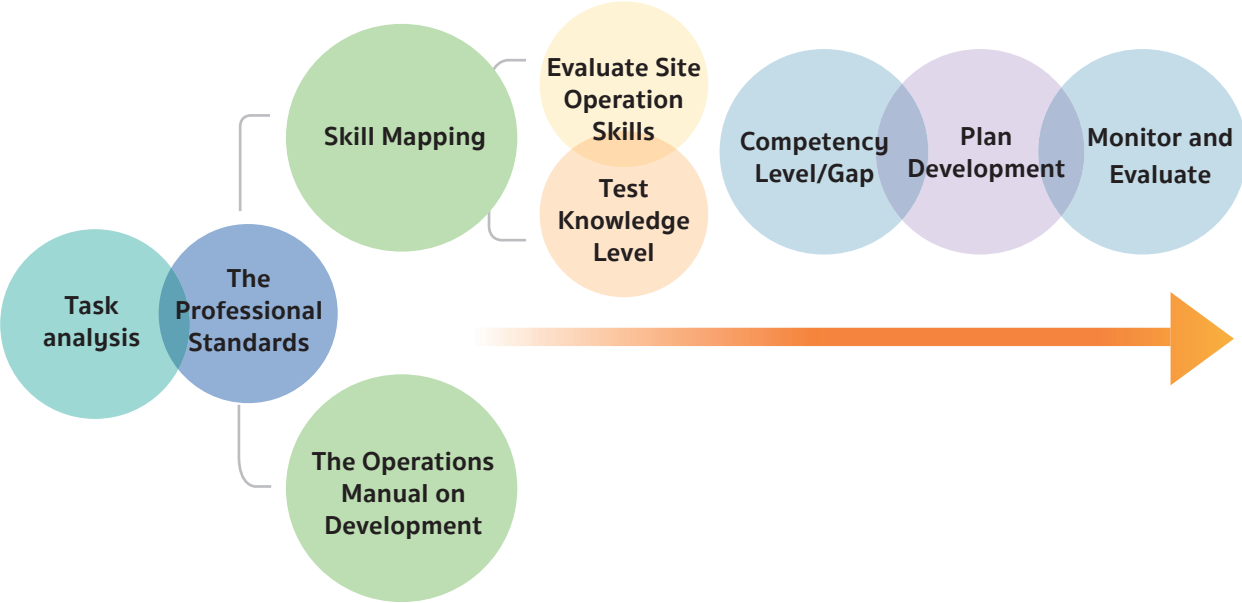 Task
analysis
The
Professional
Standards
Skill Mapping
The Operations
Manual on
Development
Evaluate Site
Operation
Skills
Test
Knowledge
Level
Competency
Level/Gap
Plan
Development
Monitor and
Evaluate